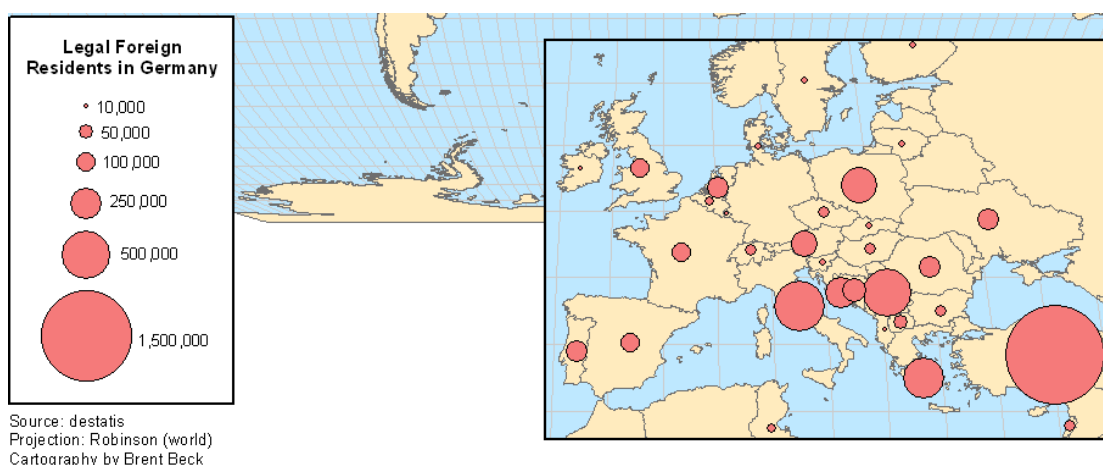 Legal Foreign
Residents in Germany
10,000
50,000
100,000
250,000
500,000
1,500,000
Source: destatis
Projection: Robinson (world)
Cartography by Brent Beck